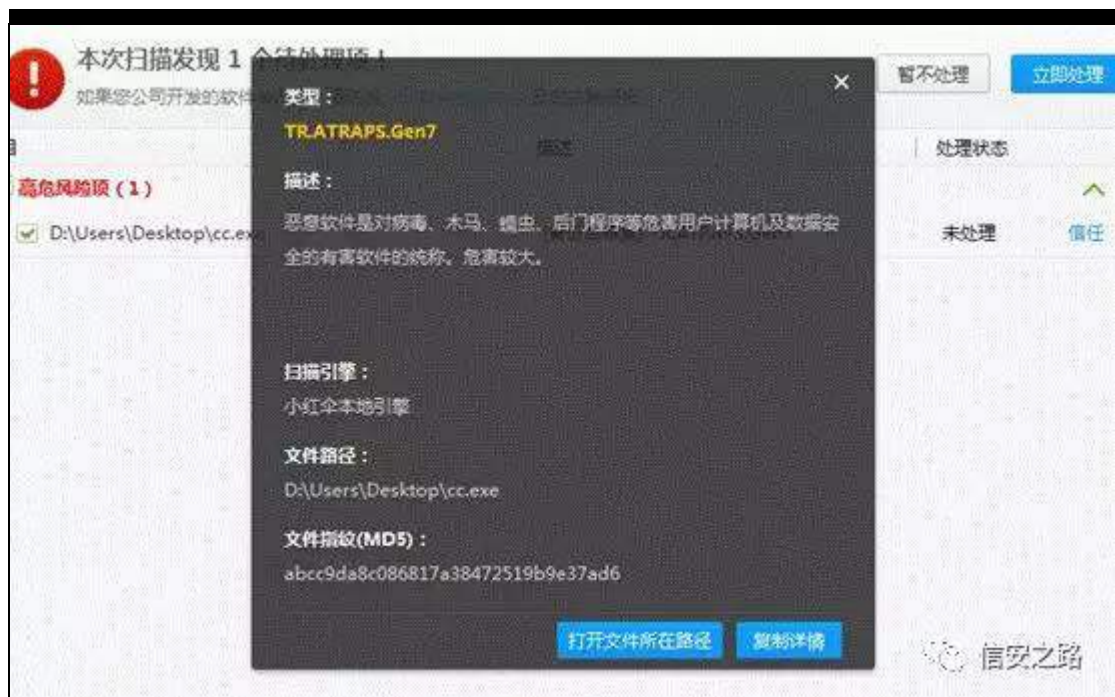 本次扫描发现 1 个待处理项!
如果您公司开发的软件
暂不处理
立即处理
描述
处理状态
高危风险项 (1)
D:\Users\Desktop\cc.exe
未处理
信任
类型:
TR.ATRAPS.Gen7
描述:
恶意软件是对病毒、木马、蠕虫、后门程序等危害用户计算机及数据安
全的有害软件的统称。危害较大。
扫描引擎:
小红伞本地引擎
文件路径:
D:\Users\Desktop\cc.exe
文件指纹(MD5):
abcc9da8c086817a38472519b9e37ad6
打开文件所在路径
复制详情
信安之路